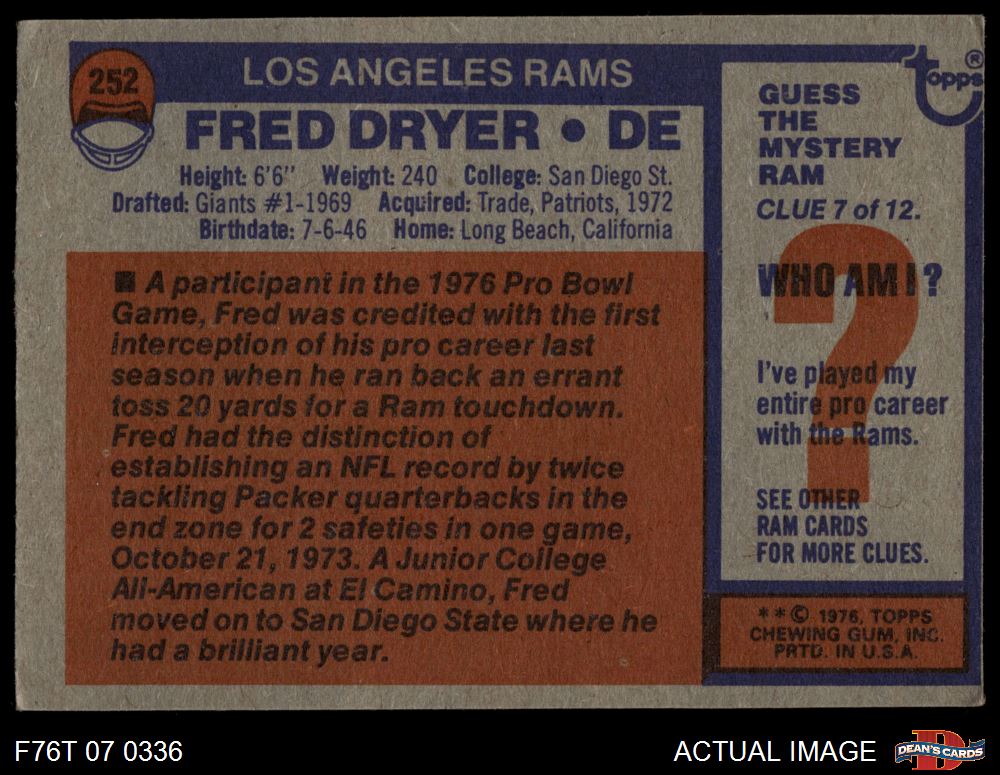 252
LOS ANGELES RAMS
FRED DRYER • DE
Height: 6'6" Weight: 240 College: San Diego St.
Drafted: Giants #1-1969 Acquired: Trade, Patriots, 1972
Birthdate: 7-6-46 Home: Long Beach, California
■ A participant in the 1976 Pro Bowl
Game, Fred was credited with the first
interception of his pro career last
season when he ran back an errant
toss 20 yards for a Ram touchdown.
Fred had the distinction of
establishing an NFL record by twice
tackling Packer quarterbacks in the
end zone for 2 safeties in one game,
October 21, 1973. A Junior College
All-American at El Camino, Fred
moved on to San Diego State where he
had a brilliant year.
topps®
GUESS
THE
MYSTERY
RAM
CLUE 7 of 12.
?
WHO AM I?
I've played my
entire pro career
with the Rams.
SEE OTHER
RAM CARDS
FOR MORE CLUES.
**© 1976, TOPPS
CHEWING GUM, INC.
PRTD. IN U.S.A.
F76T 07 0336
ACTUAL IMAGE
D
DEAN'S CARDS